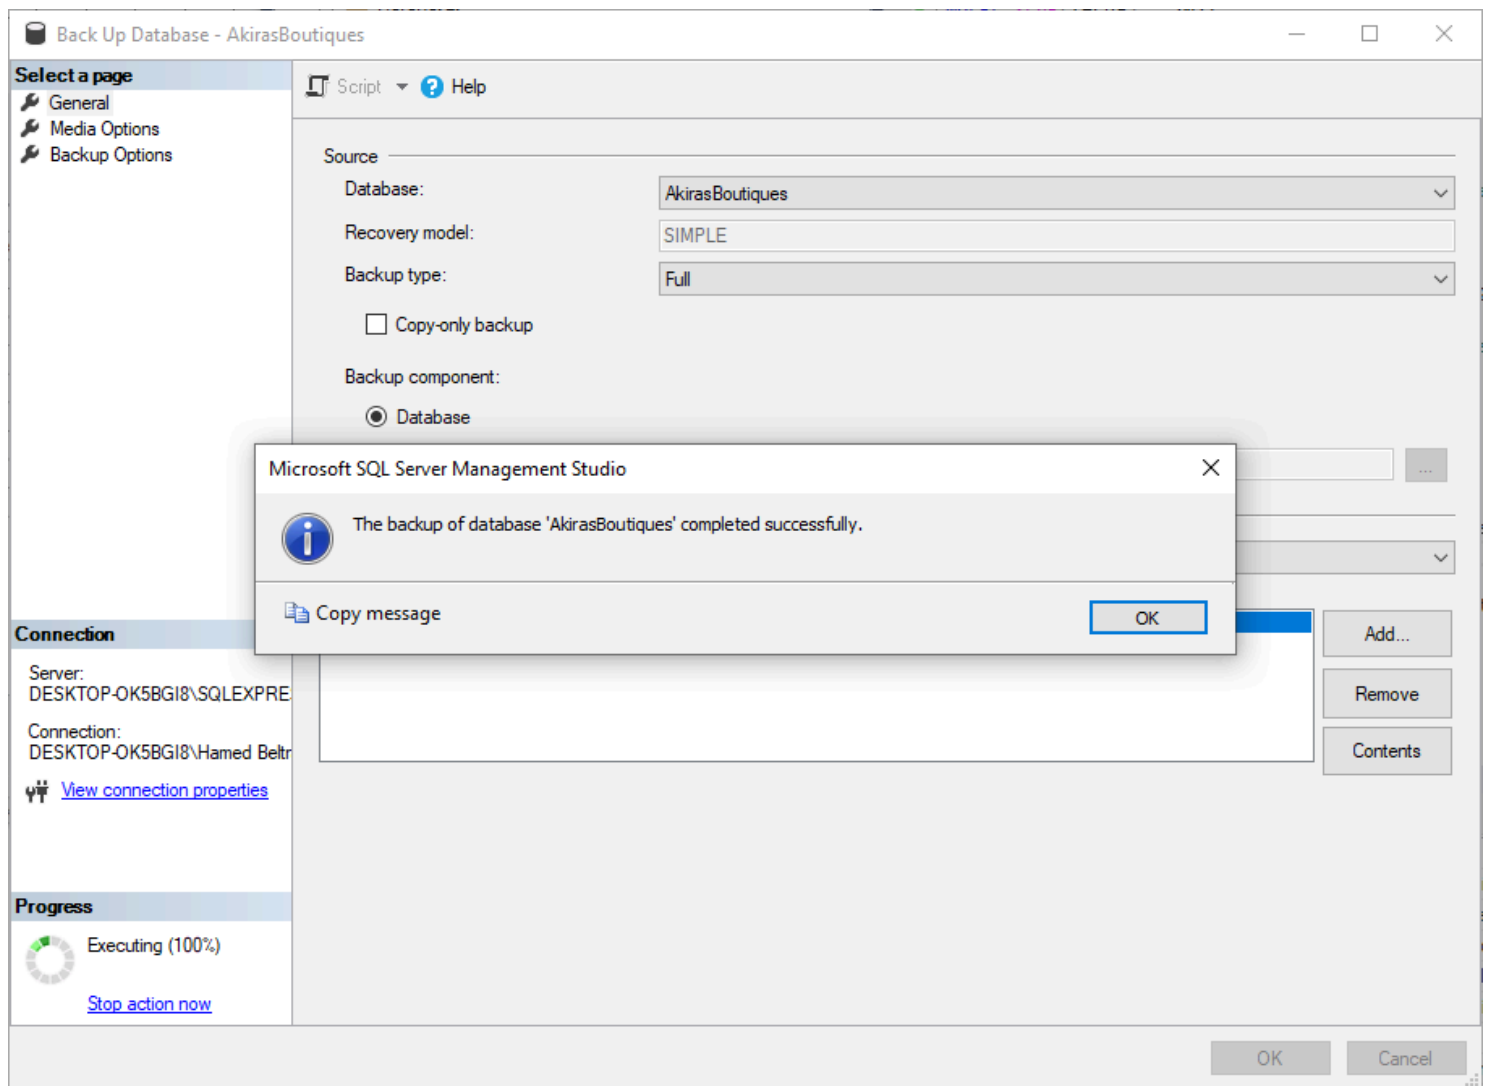 Back Up Database - AkirasBoutiques
Select a page
General
Media Options
Backup Options
Script
Help
Source
Database:
AkirasBoutiques
Recovery model:
SIMPLE
Backup type:
Full
Copy-only backup
Backup component:
Database
...
Microsoft SQL Server Management Studio
The backup of database 'AkirasBoutiques' completed successfully.
Copy message
OK
Add...
Remove
Contents
Connection
Server:
DESKTOP-OK5BGI8\SQLEXPRE
Connection:
DESKTOP-OK5BGI8\Hamed Beltr
View connection properties
Progress
Executing (100%)
Stop action now
OK
Cancel